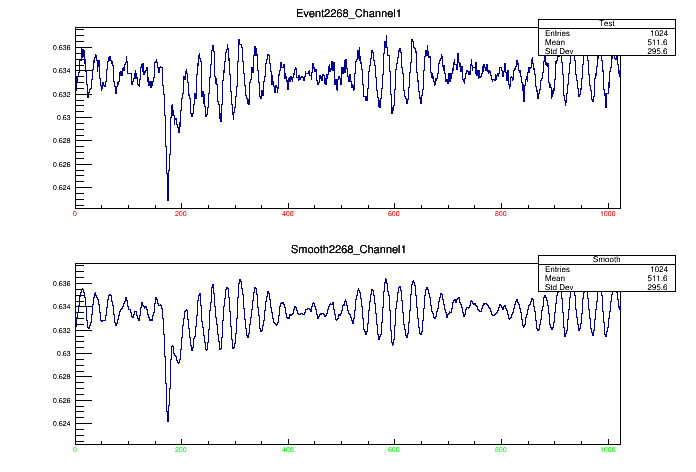 Event2268_Channel1
Test
Entries 1024
Mean 511.6
Std Dev 295.6
0.636
0.634
0.632
0.63
0.628
0.626
0.624
0 200 400 600 800 1000
Smooth2268_Channel1
Smooth
Entries 1024
Mean 511.6
Std Dev 295.6
0.636
0.634
0.632
0.63
0.628
0.626
0.624
0 200 400 600 800 1000